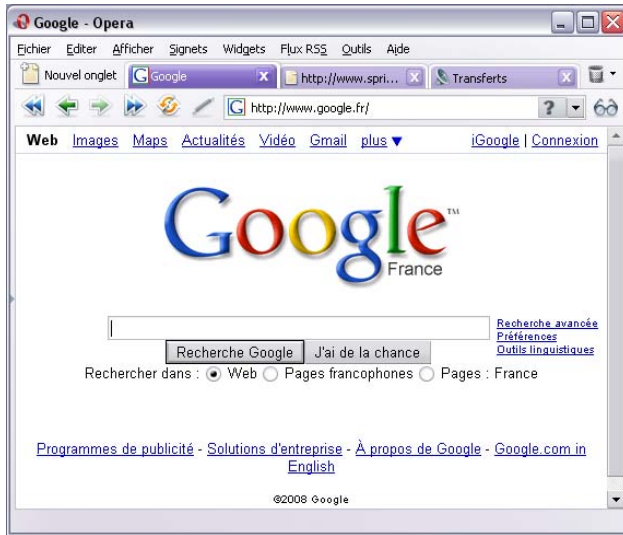 Google - Opera
Fichier Editer Afficher Signets Widgets Flux RSS Outils Aide
Nouvel onglet Google http://www.spri... Transferts
http://www.google.fr/
Web Images Maps Actualités Vidéo Gmail plus ▼ iGoogle | Connexion
Google™
France
Recherche avancée
Préférences
Outils linguistiques
Recherche Google J'ai de la chance
Rechercher dans : Web Pages francophones Pages : France
Programmes de publicité - Solutions d'entreprise - À propos de Google - Google.com in
English
©2008 Google